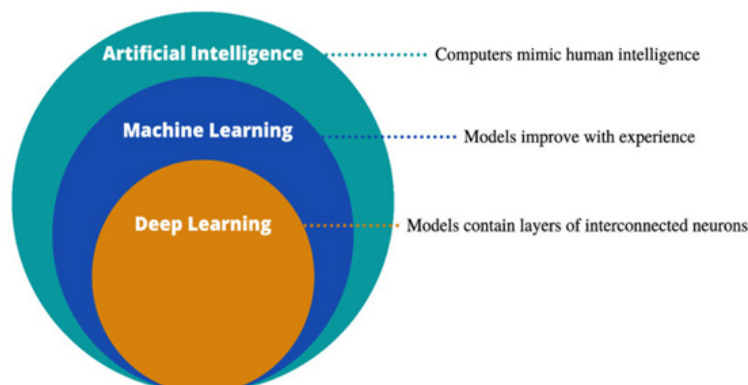 Artificial Intelligence
Computers mimic human intelligence
Machine Learning
Models improve with experience
Deep Learning
Models contain layers of interconnected neurons